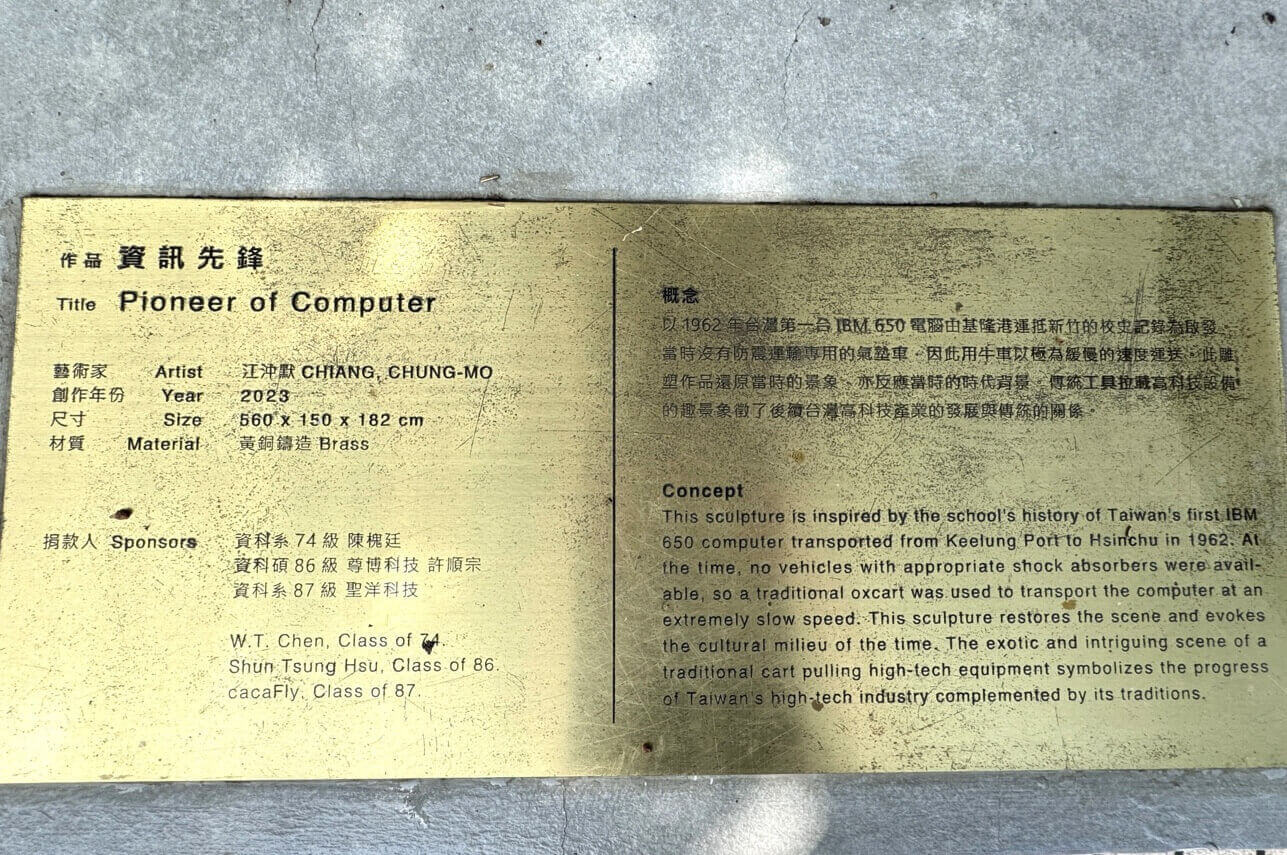 作品 資訊先鋒
Title Pioneer of Computer
藝術家 Artist 江沖默 CHIANG, CHUNG-MO
創作年份 Year 2023
尺寸 Size 560 x 150 x 182 cm
材質 Material 黃銅鑄造 Brass
捐款人 Sponsors 資科系 74 級 陳槐廷
資科碩 86 級 尊博科技 許順宗
資科系 87 級 聖洋科技
W.T. Chen, Class of 74.
Shun Tsung Hsu, Class of 86.
cacaFly, Class of 87.
概念
以 1962 年台灣第一台 IBM 650 電腦由基隆港運抵新竹的校史記錄為啟發。
當時沒有防震運輸專用的氣墊車，因此用牛車以極為緩慢的速度運送。此雕
塑作品還原當時的景象，亦反應當時的時代背景，傳統工具拉載高科技設備
的趣景象徵了後續台灣高科技產業的發展與傳統的關係。
Concept
This sculpture is inspired by the school's history of Taiwan's first IBM
650 computer transported from Keelung Port to Hsinchu in 1962. At
the time, no vehicles with appropriate shock absorbers were avail-
able, so a traditional oxcart was used to transport the computer at an
extremely slow speed. This sculpture restores the scene and evokes
the cultural milieu of the time. The exotic and intriguing scene of a
traditional cart pulling high-tech equipment symbolizes the progress
of Taiwan's high-tech industry complemented by its traditions.